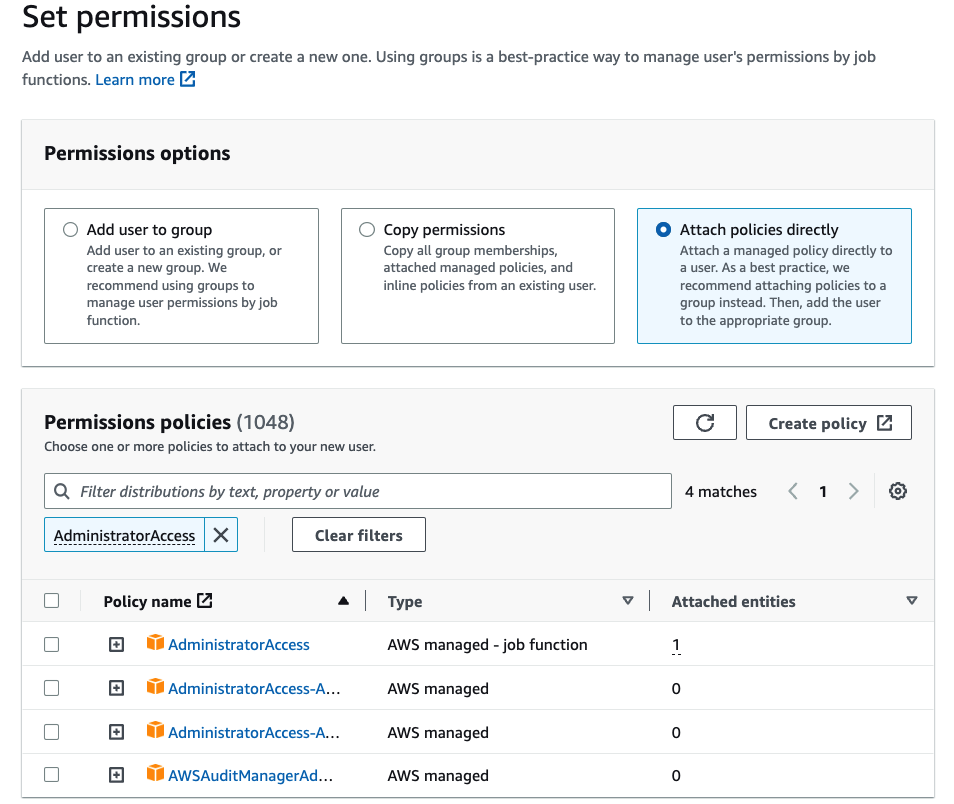 Set permissions
Add user to an existing group or create a new one. Using groups is a best-practice way to manage user's permissions by job
functions. Learn more
Permissions options
Add user to group
Add user to an existing group, or
create a new group. We
recommend using groups to
manage user permissions by job
function.
Copy permissions
Copy all group memberships,
attached managed policies, and
inline policies from an existing user.
Attach policies directly
Attach a managed policy directly to
a user. As a best practice, we
recommend attaching policies to a
group instead. Then, add the user
to the appropriate group.
Permissions policies (1048)
Choose one or more policies to attach to your new user.
Create policy
Filter distributions by text, property or value
4 matches
1
AdministratorAccess
Clear filters
Policy name Type Attached entities
AdministratorAccess AWS managed - job function 1
AdministratorAccess-A... AWS managed 0
AdministratorAccess-A... AWS managed 0
AWSAuditManagerAd... AWS managed 0